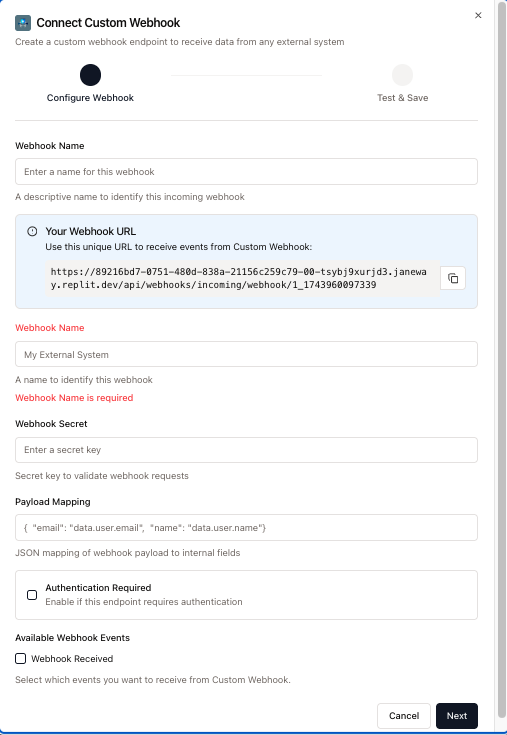 Connect Custom Webhook
Create a custom webhook endpoint to receive data from any external system
Configure Webhook
Test & Save
Webhook Name
Enter a name for this webhook
A descriptive name to identify this incoming webhook
Your Webhook URL
Use this unique URL to receive events from Custom Webhook:
https://89216bd7-0751-480d-838a-21156c259c79-00-tsybj9xurjd3.janewa
y.replit.dev/api/webhooks/incoming/webhook/1_1743960097339
Webhook Name
My External System
A name to identify this webhook
Webhook Name is required
Webhook Secret
Enter a secret key
Secret key to validate webhook requests
Payload Mapping
{ "email": "data.user.email", "name": "data.user.name"}
JSON mapping of webhook payload to internal fields
Authentication Required
Enable if this endpoint requires authentication
Available Webhook Events
Webhook Received
Select which events you want to receive from Custom Webhook.
Cancel
Next